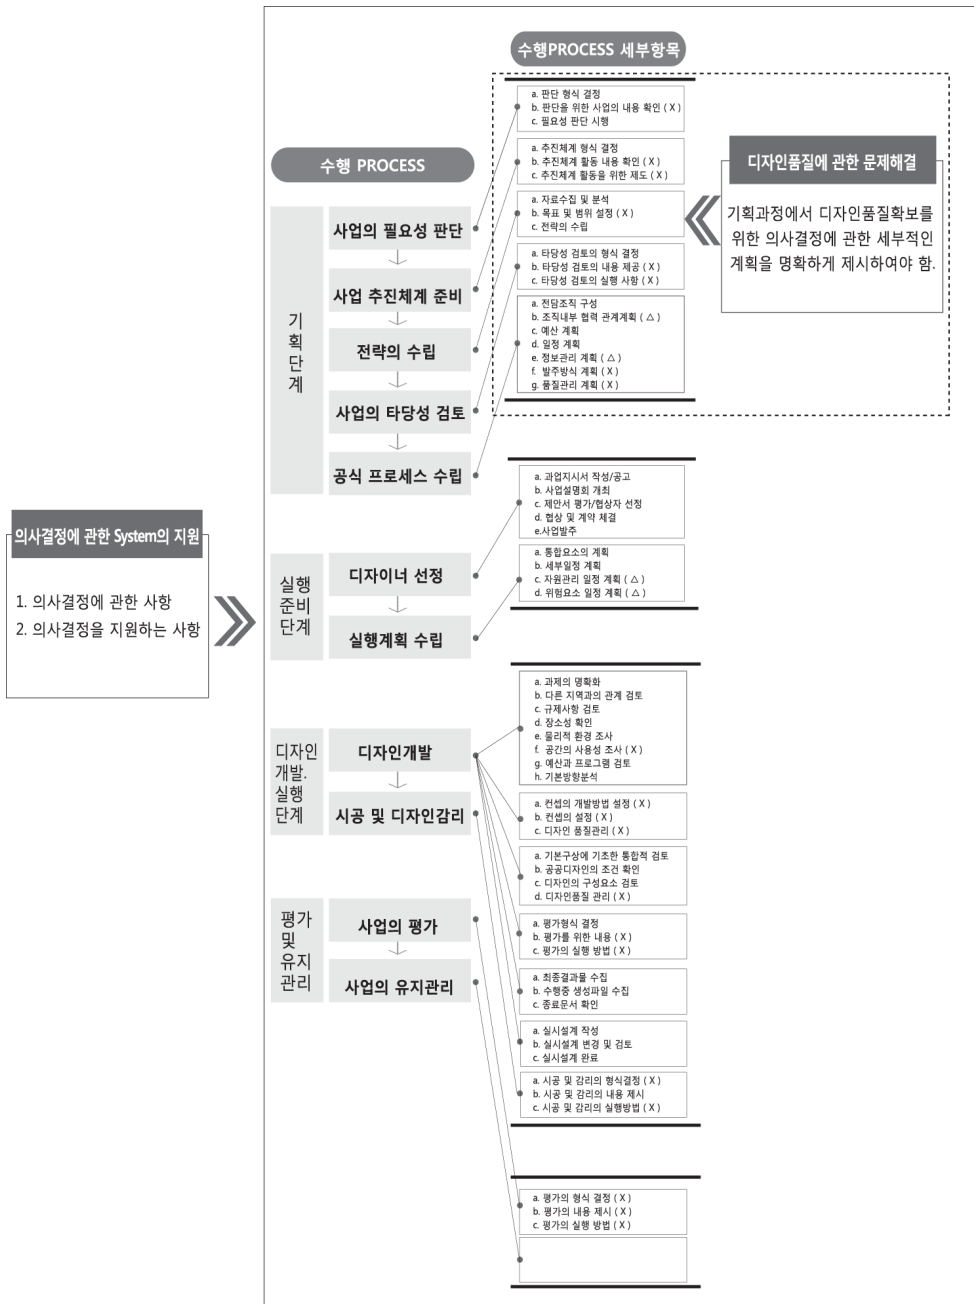 수행PROCESS 세부항목
a. 판단 형식 결정
b. 판단을 위한 사업의 내용 확인 ( X )
c. 필요성 판단 시행
수행 PROCESS
a. 추진체계 형식 결정
b. 추진체계 활동 내용 확인 ( X )
c. 추진체계 활동을 위한 제도 ( X )
디자인품질에 관한 문제해결
기획과정에서 디자인품질확보를
위한 의사결정에 관한 세부적인
계획을 명확하게 제시하여야 함.
a. 자료수집 및 분석
b. 목표 및 범위 설정 ( X )
c. 전략의 수립
a. 타당성 검토의 형식 결정
b. 타당성 검토의 내용 제공 ( X )
c. 타당성 검토의 실행 사항 ( X )
a. 전담조직 구성
b. 조직내부 협력 관계계획 ( △ )
c. 예산 계획
d. 일정 계획
e. 정보관리 계획 ( △ )
f. 발주방식 계획 ( X )
g. 품질관리 계획 ( X )
기
획
단
계
사업의 필요성 판단
사업 추진체계 준비
전략의 수립
사업의 타당성 검토
공식 프로세스 수립
a. 과업지시서 작성/공고
b. 사업설명회 개최
c. 제안서 평가/협상자 선정
d. 협상 및 계약 체결
e.사업발주
의사결정에 관한 System의 지원
1. 의사결정에 관한 사항
2. 의사결정을 지원하는 사항
실행
준비
단계
디자이너 선정
실행계획 수립
a. 통합요소의 계획
b. 세부일정 계획
c. 자원관리 일정 계획 ( △ )
d. 위험요소 일정 계획 ( △ )
a. 과제의 명확화
b. 다른 지역과의 관계 검토
c. 규제사항 검토
d. 장소성 확인
e. 물리적 환경 조사
f. 공간의 사용성 조사 ( X )
g. 예산과 프로그램 검토
h. 기본방향분석
디자인
개발.
실행
단계
디자인개발
시공 및 디자인감리
a. 컨셉의 개발방법 설정 ( X )
b. 컨셉의 설정 ( X )
c. 디자인 품질관리 ( X )
a. 기본구상에 기초한 통합적 검토
b. 공공디자인의 조건 확인
c. 디자인의 구성요소 검토
d. 디자인품질 관리 ( X )
평가
및
유지
관리
사업의 평가
사업의 유지관리
a. 평가형식 결정
b. 평가를 위한 내용 ( X )
c. 평가의 실행 방법 ( X )
a. 최종결과물 수집
b. 수행중 생성파일 수집
c. 종료문서 확인
a. 실시설계 작성
b. 실시설계 변경 및 검토
c. 실시설계 완료
a. 시공 및 감리의 형식결정 ( X )
b. 시공 및 감리의 내용 제시
c. 시공 및 감리의 실행방법 ( X )
a. 평가의 형식 결정 ( X )
b. 평가의 내용 제시 ( X )
c. 평가의 실행 방법 ( X )